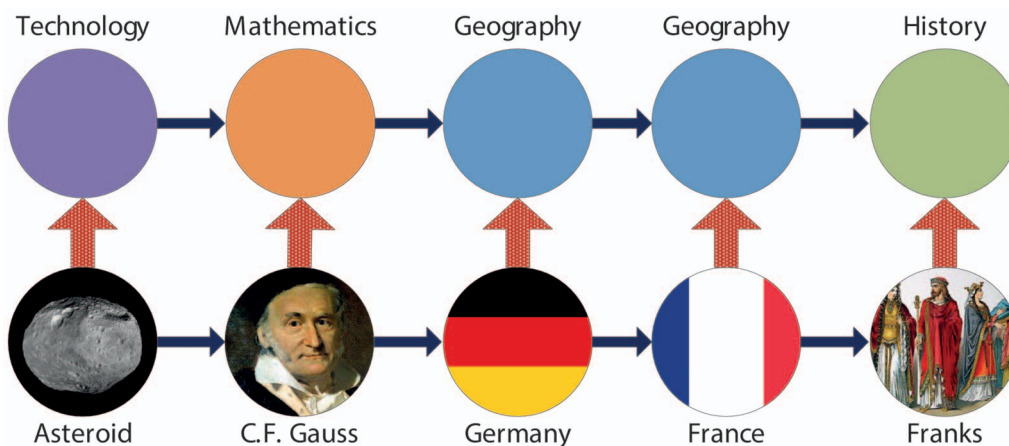 Technology
Mathematics
Geography
Geography
History
Asteroid
C.F. Gauss
Germany
France
Franks